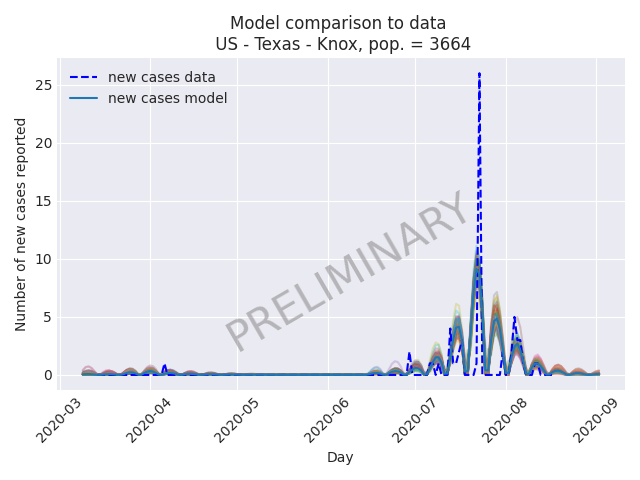 Model comparison to data
US - Texas - Knox, pop. = 3664
new cases data
new cases model
25
20
15
10
5
0
Number of new cases reported
PRELIMINARY
2020-03
2020-04
2020-05
2020-06
2020-07
2020-08
2020-09
Day